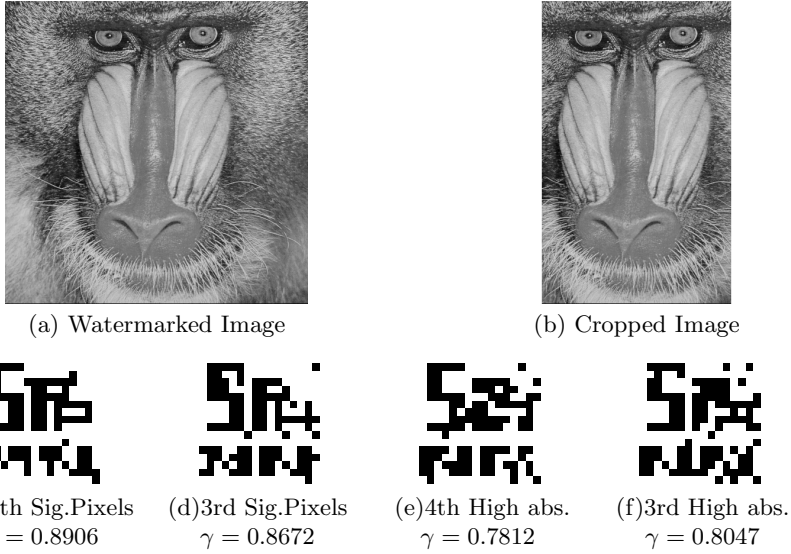 (a) Watermarked Image
(b) Cropped Image
th Sig.Pixels
(d)3rd Sig.Pixels
(e)4th High abs.
(f)3rd High abs.
= 0.8906
γ = 0.8672
γ = 0.7812
γ = 0.8047